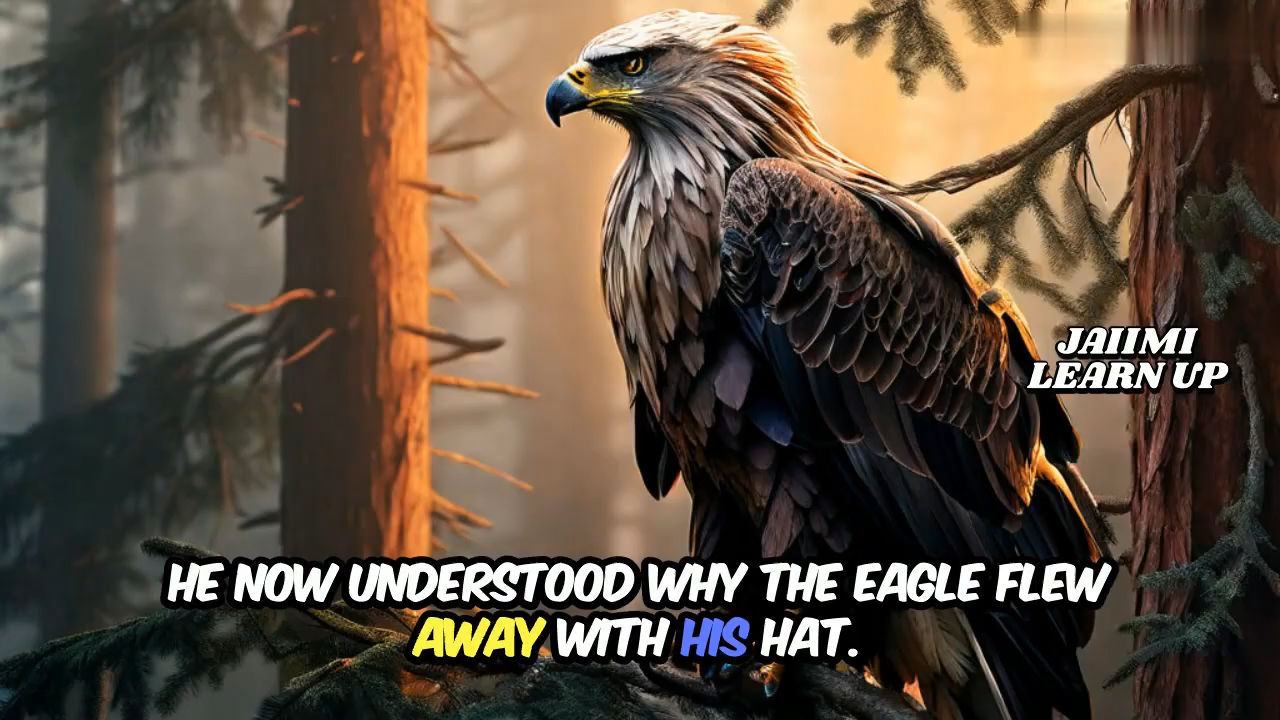 JAIIMI
LEARN UP
HE NOW UNDERSTOOD WHY THE EAGLE FLEW
AWAY WITH HIS HAT.